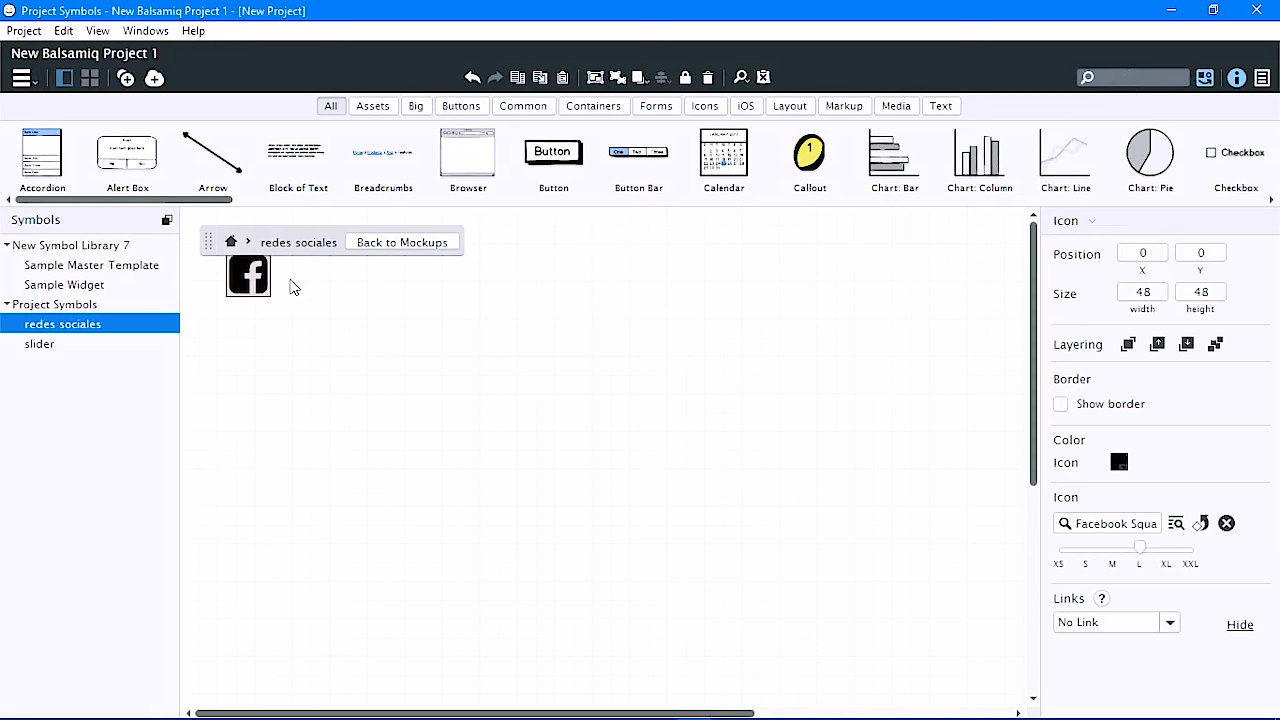 Project Symbols - New Balsamiq Project 1 - [New Project]
Project Edit View Windows Help
New Balsamiq Project 1
All Assets Big Buttons Common Containers Forms Icons iOS Layout Markup Media Text
Button
One Two Three
1
Checkbox
Accordion Alert Box Arrow Block of Text Breadcrumbs Browser Button Button Bar Calendar Callout Chart: Bar Chart: Column Chart: Line Chart: Pie Checkbox
Symbols
New Symbol Library 7
Sample Master Template
Sample Widget
Project Symbols
redes sociales
slider
redes sociales Back to Mockups
Icon
Position 0 0
X Y
Size 48 48
width height
Layering
Border
Show border
Color
Icon
Icon
Facebook Squa
XS S M L XL XXL
Links ?
No Link Hide